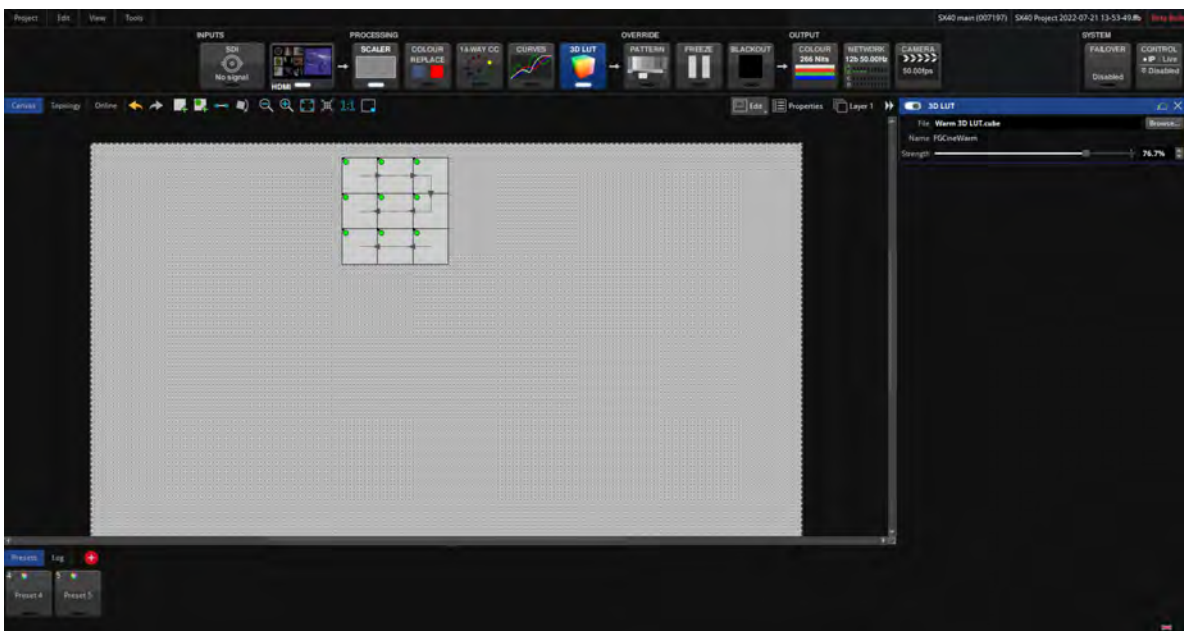 Project Edit View Tools
SX40 main (007197) SX40 Project 2022-07-21 13-53-49
INPUTS PROCESSING OVERRIDE OUTPUT SYSTEM
SDI
No signal
HDMI
SCALER
COLOUR
REPLACE
14-WAY CC
CURVES
3D LUT
PATTERN
FREEZE
BLACKOUT
COLOUR
266 Nits
NETWORK
12b 50.00Hz
CAMERA
50.00fps
FAILOVER
Disabled
CONTROL
IP : Live
Disabled
Canvas Topology Online
1:1
Edit Properties Layer 1
3D LUT
File Warm 3D LUT.cube Browse...
Name FGCineWarm
Strength 76.7%
Presets Log
4
Preset 4
5
Preset 5